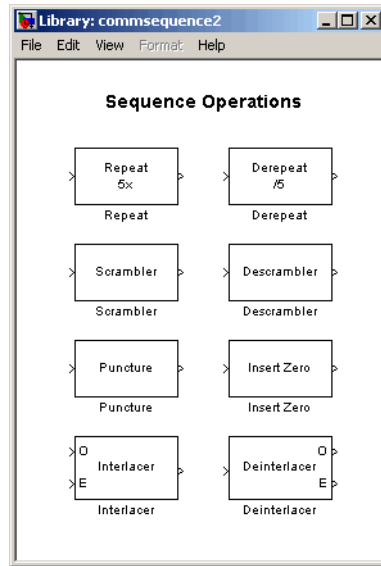 Library: commsequence2
File Edit View Format Help
Sequence Operations
Repeat
5x
Repeat
Derepeat
/5
Derepeat
Scrambler
Scrambler
Descrambler
Descrambler
Puncture
Puncture
Insert Zero
Insert Zero
O
Interlacer
E
Interlacer
O
Deinterlacer
E
Deinterlacer